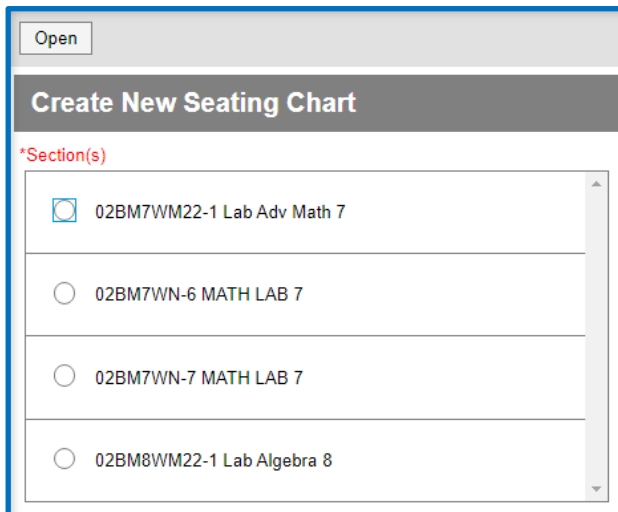 Open
Create New Seating Chart
*Section(s)
02BM7WM22-1 Lab Adv Math 7
02BM7WN-6 MATH LAB 7
02BM7WN-7 MATH LAB 7
02BM8WM22-1 Lab Algebra 8